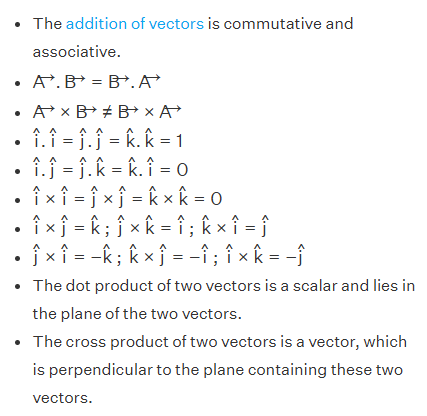 • The addition of vectors is commutative and
associative.
• A→. B→ = B→. A→
• A→ × B→ ≠ B→ × A→
• î. î = ĵ. ĵ = k̂. k̂ = 1
• î. ĵ = ĵ. k̂ = k̂. î = 0
• î × î = ĵ × ĵ = k̂ × k̂ = 0
• î × ĵ = k̂ ; ĵ × k̂ = î ; k̂ × î = ĵ
• ĵ × î = −k̂ ; k̂ × ĵ = −î ; î × k̂ = −ĵ
• The dot product of two vectors is a scalar and lies in
the plane of the two vectors.
• The cross product of two vectors is a vector, which
is perpendicular to the plane containing these two
vectors.